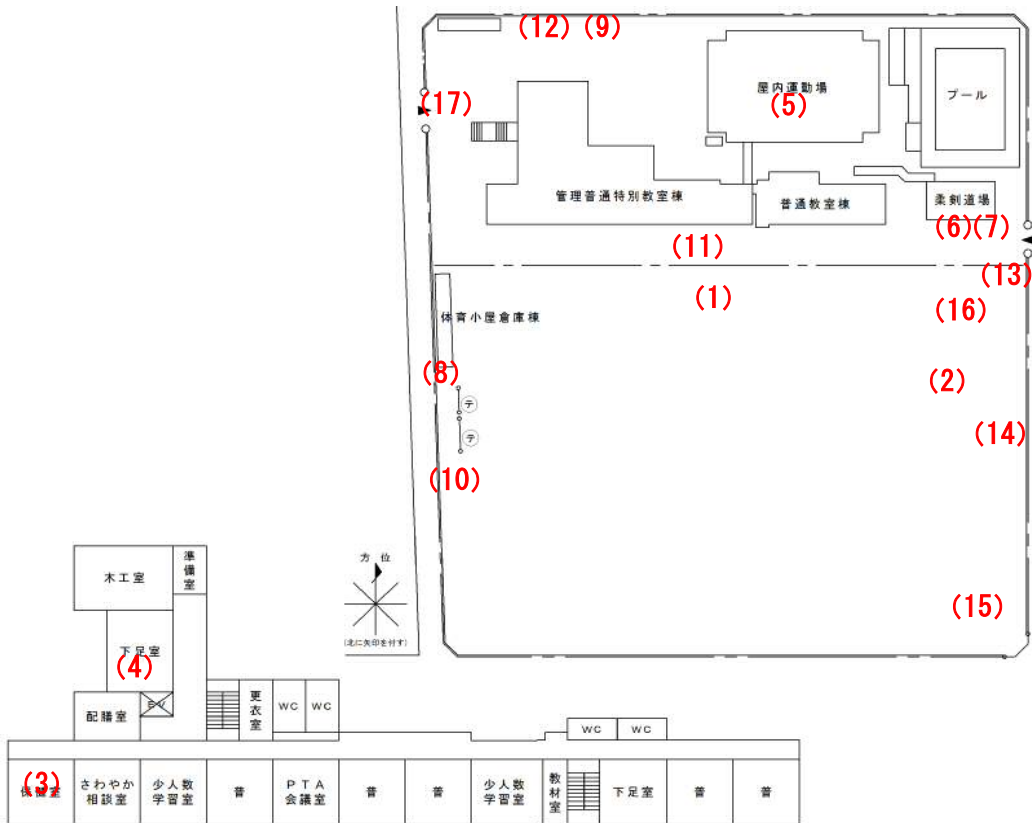 (12) (9)
(17)
屋内運動場
(5)
プール
管理普通特別教室棟
普通教室棟
柔剣道場
(6)(7)
(11)
(13)
(1)
(16)
体育小屋倉庫棟
(8)
(2)
テ
テ
(14)
(10)
方位
(北に矢印を付す)
(15)
木工室
準備室
下足室
(4)
配膳室
EV
更衣室
WC
WC
WC
WC
保健室
(3)
さわやか
相談室
少人数
学習室
普
PTA
会議室
普
普
少人数
学習室
教材室
下足室
普
普